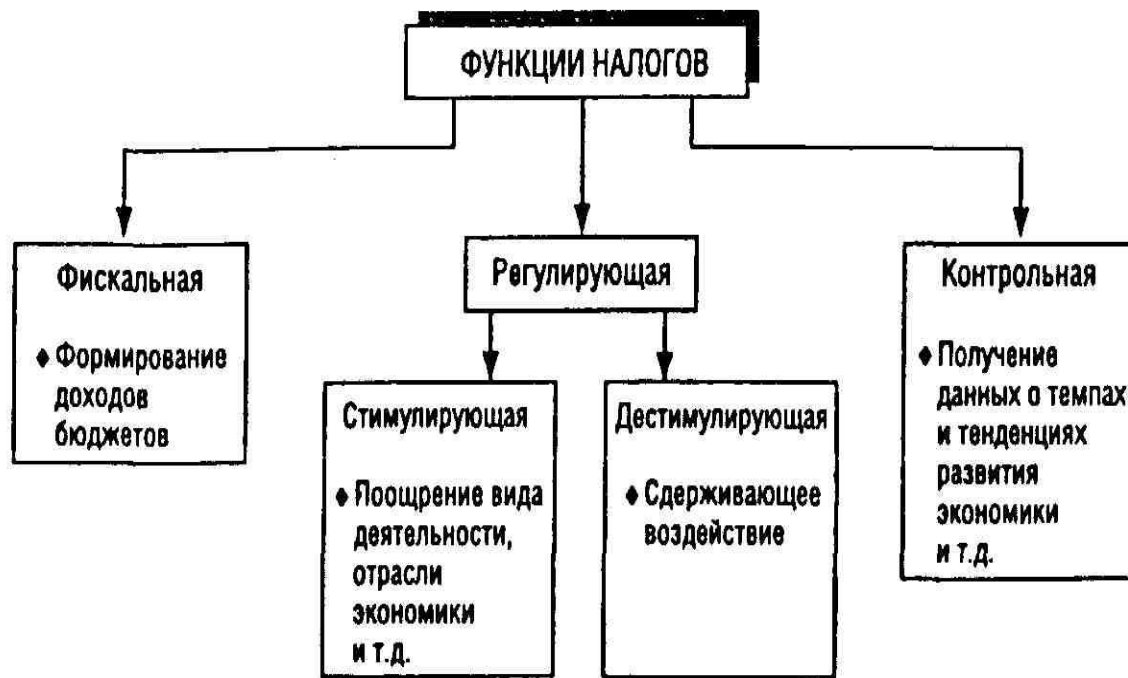 ФУНКЦИИ НАЛОГОВ
Фискальная
♦ Формирование
доходов
бюджетов
Регулирующая
Стимулирующая
♦ Поощрение вида
деятельности,
отрасли
экономики
и т.д.
Дестимулирующая
♦ Сдерживающее
воздействие
Контрольная
♦ Получение
данных о темпах
и тенденциях
развития
экономики
и т.д.